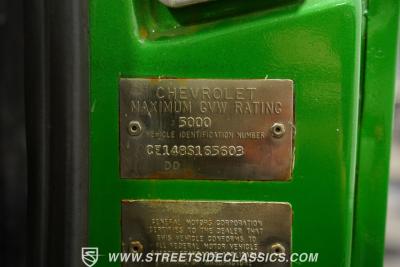 CHEVROLET
MAXIMUM GVW RATING
5000
VEHICLE IDENTIFICATION NUMBER
CE148S165603
DD
GENERAL MOTORS CORPORATION
CERTIFIES TO THE DEALER THAT
THIS VEHICLE CONFORMS TO
ALL FEDERAL MOTOR VEHICLE
WWW.STREETSIDECLASSICS.COM